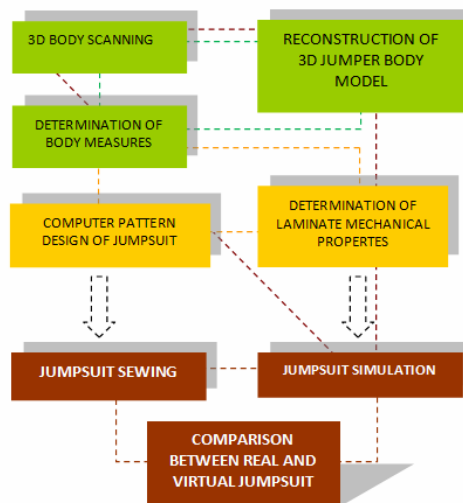 3D BODY SCANNING
RECONSTRUCTION OF
3D JUMPER BODY
MODEL
DETERMINATION OF
BODY MEASURES
COMPUTER PATTERN
DESIGN OF JUMPSUIT
DETERMINATION OF
LAMINATE MECHANICAL
PROPERTES
JUMPSUIT SEWING
JUMPSUIT SIMULATION
COMPARISON
BETWEEN REAL AND
VIRTUAL JUMPSUIT